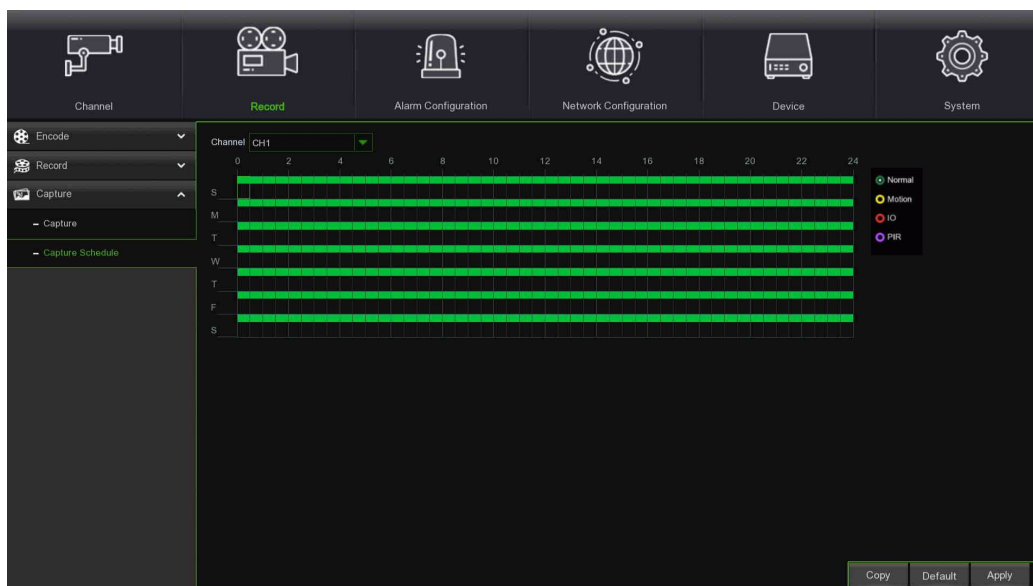 Channel Record Alarm Configuration Network Configuration Device System
Encode
Record
Capture
– Capture
– Capture Schedule
Channel CH1
0 2 4 6 8 10 12 14 16 18 20 22 24
S
M
T
W
T
F
S
Normal
Motion
IO
PIR
Copy Default Apply